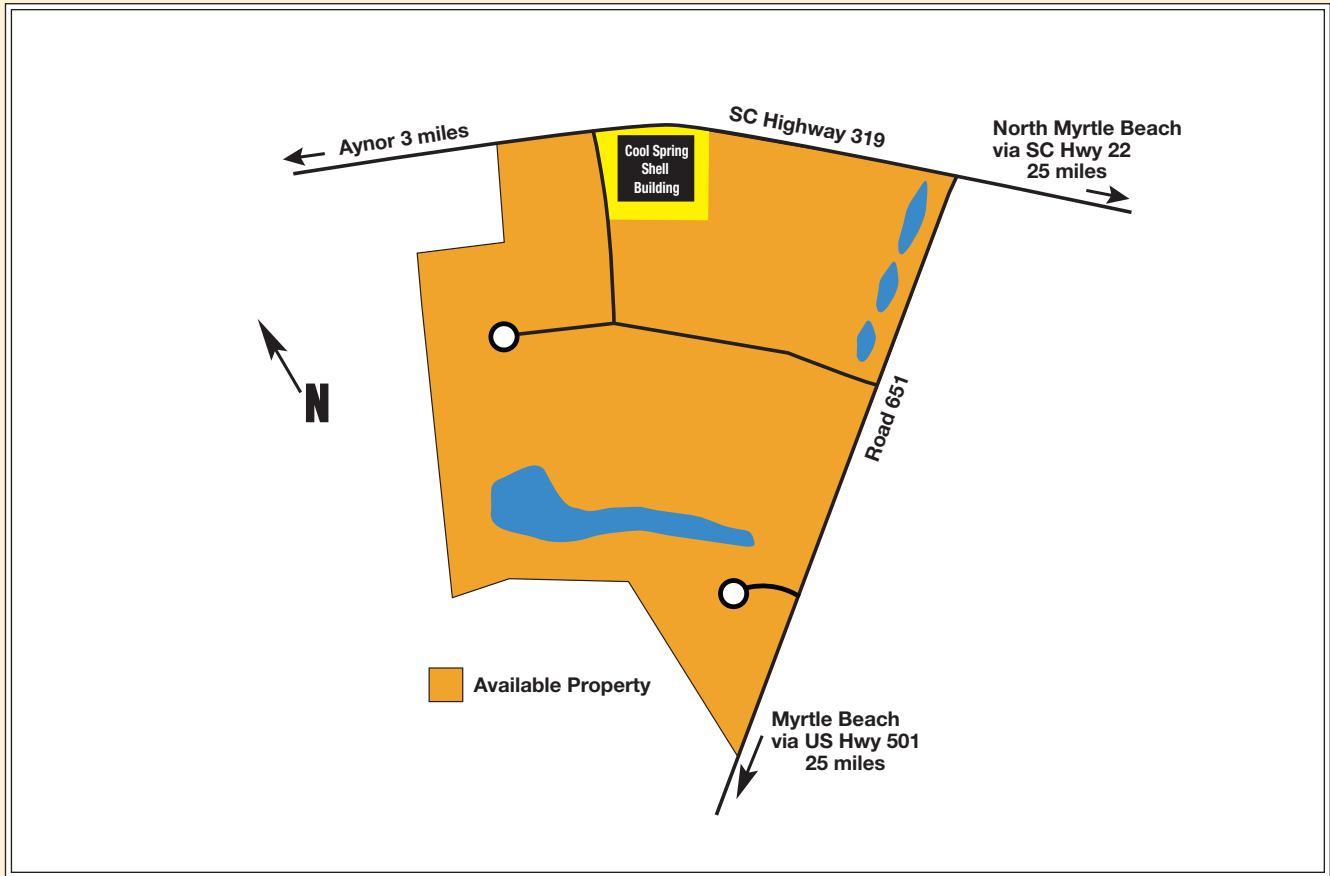 Aynor 3 miles
SC Highway 319
North Myrtle Beach
via SC Hwy 22
25 miles
Cool Spring
Shell
Building
N
Road 651
Available Property
Myrtle Beach
via US Hwy 501
25 miles